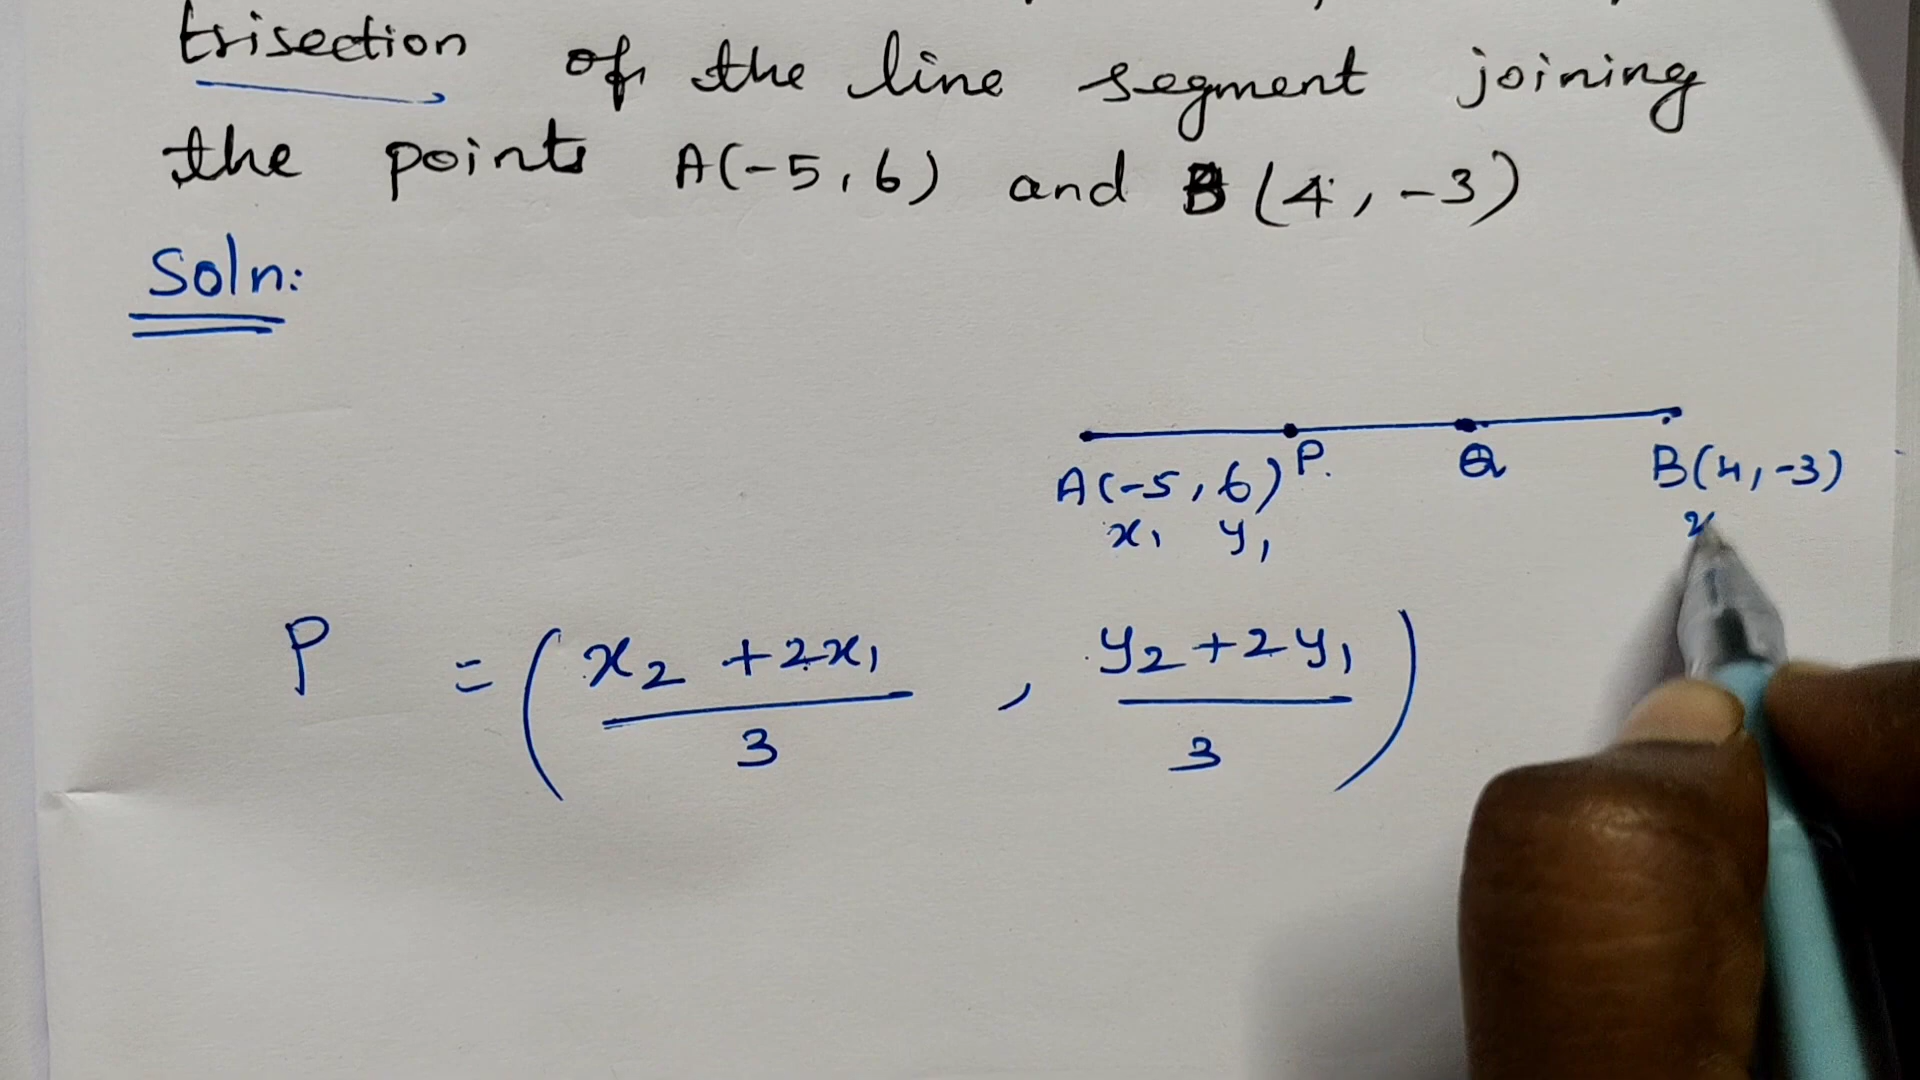 trisection of the line segment joining
the points A(-5,6) and B(4,-3)
Soln:
P. Q
A(-5,6) B(4,-3)
x₁ y₁ x
P = ( x₂ + 2x₁ / 3 , y₂ + 2y₁ / 3 )